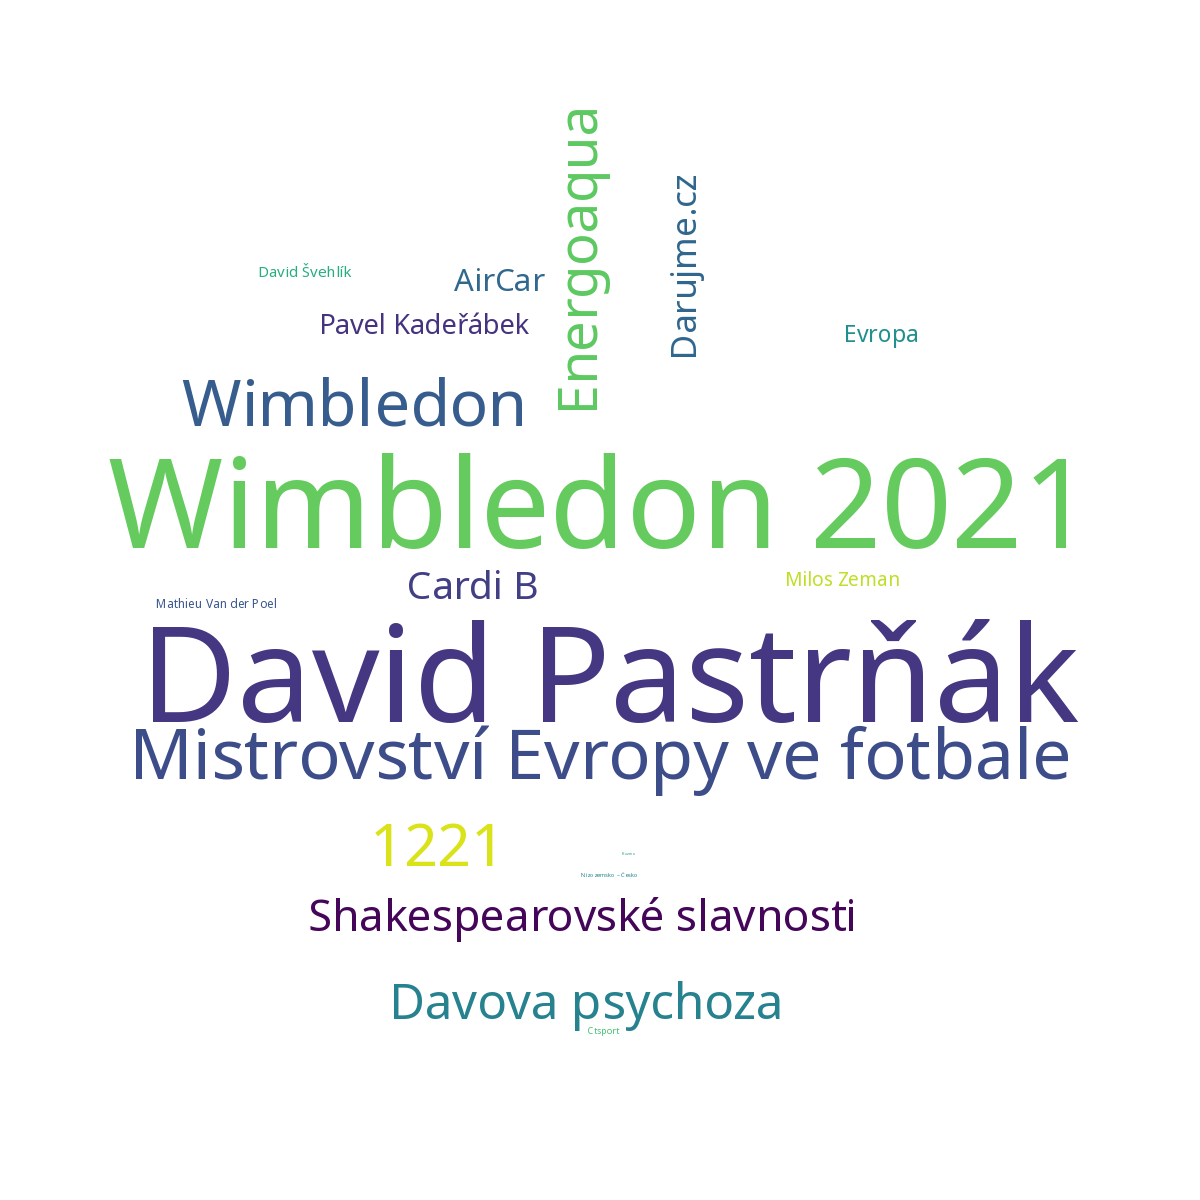 Energoaqua
Darujme.cz
David Švehlík
AirCar
Pavel Kadeřábek
Evropa
Wimbledon
Wimbledon 2021
Cardi B
Milos Zeman
Mathieu Van der Poel
David Pastrňák
Mistrovství Evropy ve fotbale
1221
Nizozemsko – Česko
Shakespearovské slavnosti
Davova psychoza
Ctsport